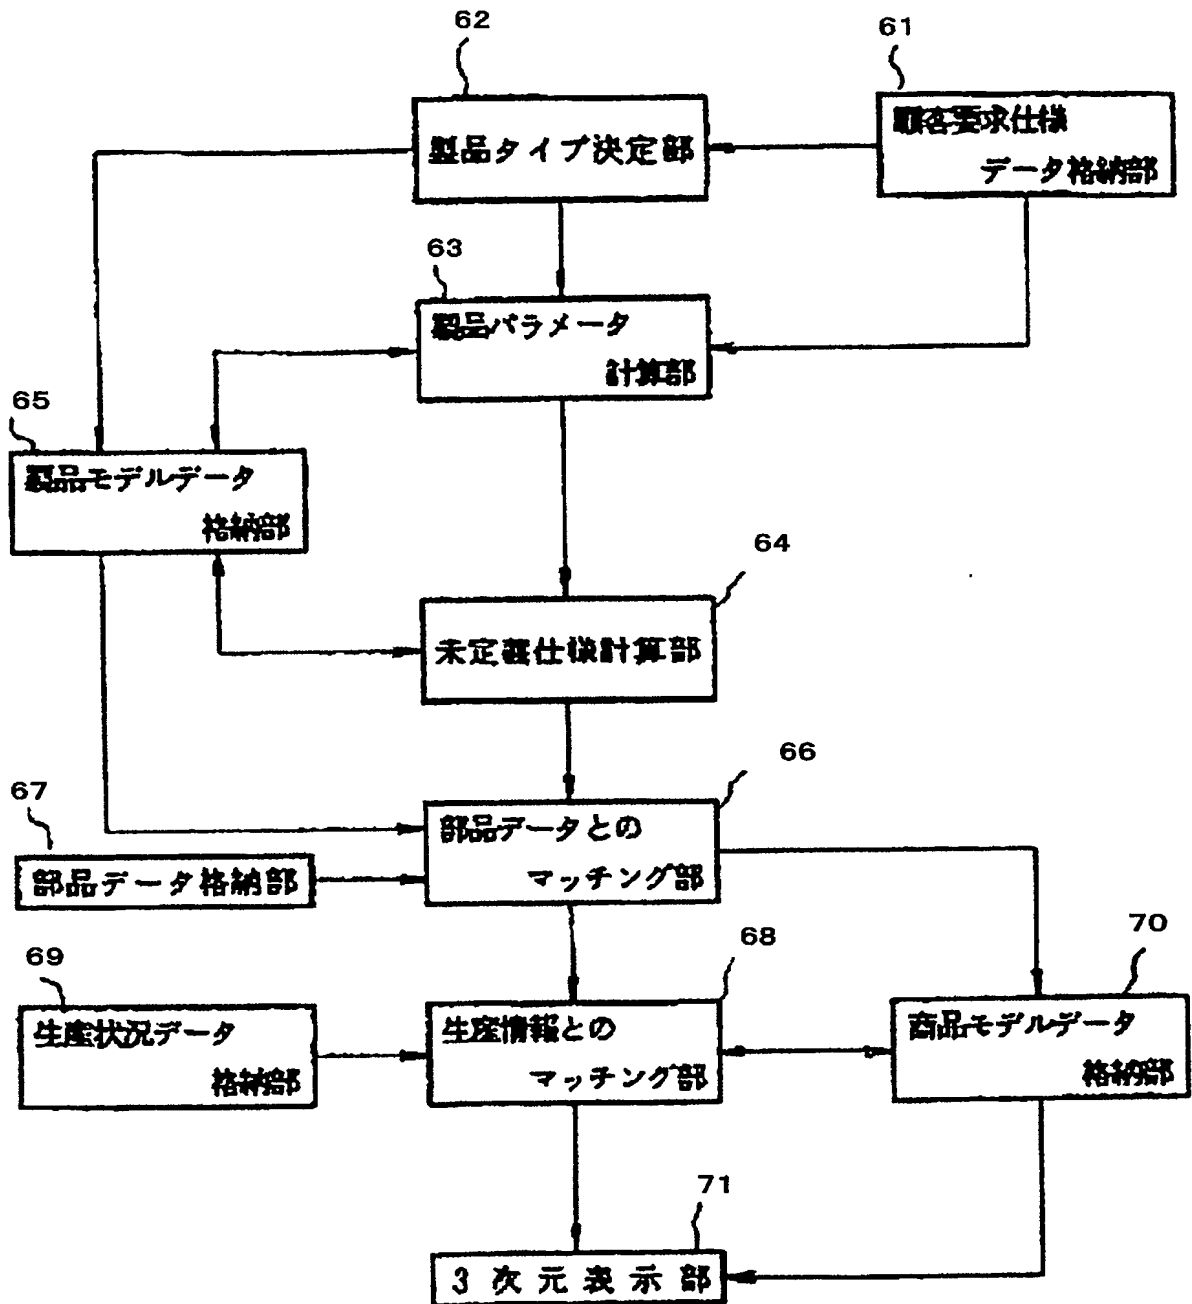 62
61
製品タイプ決定部
顧客要求仕様
データ格納部
63
製品パラメータ
計算部
65
製品モデルデータ
格納部
64
未定義仕様計算部
66
67
部品データとの
マッチング部
部品データ格納部
68
70
69
生産状況データ
格納部
生産情報との
マッチング部
商品モデルデータ
格納部
71
3次元表示部